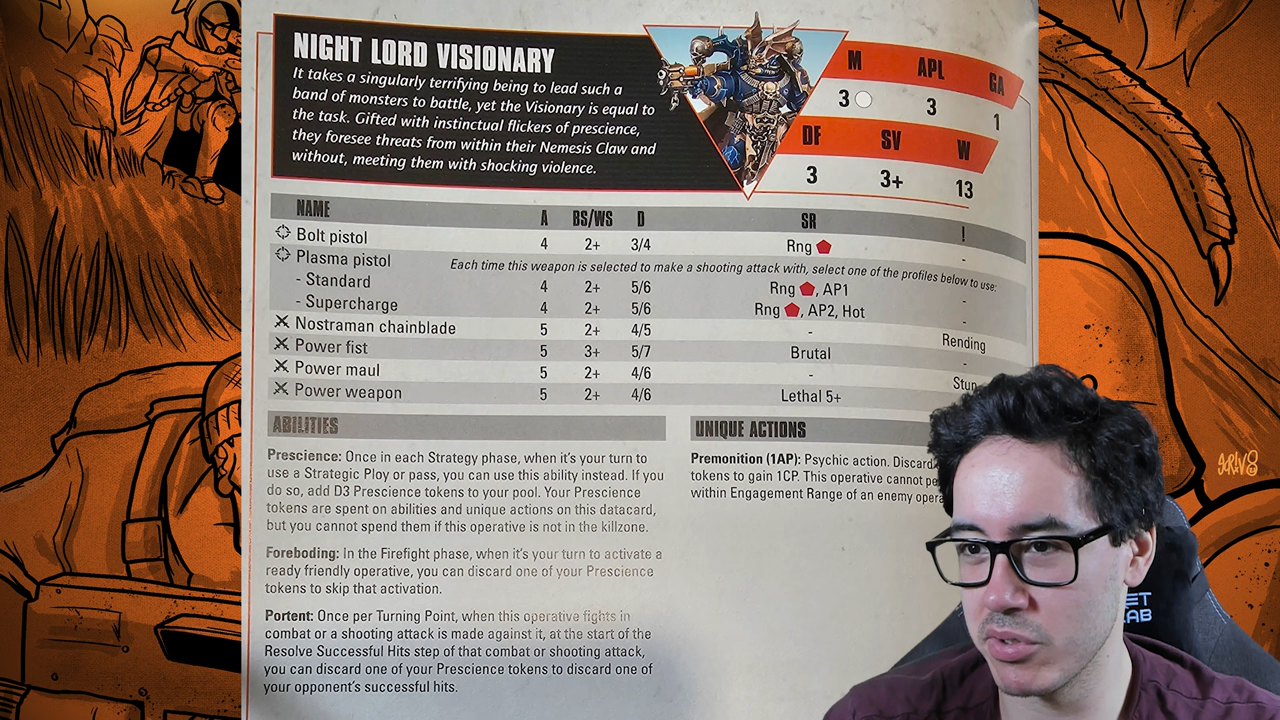 NIGHT LORD VISIONARY
It takes a singularly terrifying being to lead such a
band of monsters to battle, yet the Visionary is equal to
the task. Gifted with instinctual flickers of prescience,
they foresee threats from within their Nemesis Claw and
without, meeting them with shocking violence.
M APL GA
3 3 1
DF SV W
3 3+ 13
NAME A BS/WS D SR !
Bolt pistol 4 2+ 3/4 Rng -
Plasma pistol Each time this weapon is selected to make a shooting attack with, select one of the profiles below to use:
- Standard 4 2+ 5/6 Rng , AP1 -
- Supercharge 4 2+ 5/6 Rng , AP2, Hot -
Nostraman chainblade 5 2+ 4/5 - Rending
Power fist 5 3+ 5/7 Brutal -
Power maul 5 2+ 4/6 - Stun
Power weapon 5 2+ 4/6 Lethal 5+
ABILITIES
Prescience: Once in each Strategy phase, when it's your turn to
use a Strategic Ploy or pass, you can use this ability instead. If you
do so, add D3 Prescience tokens to your pool. Your Prescience
tokens are spent on abilities and unique actions on this datacard,
but you cannot spend them if this operative is not in the killzone.
Foreboding: In the Firefight phase, when it's your turn to activate a
ready friendly operative, you can discard one of your Prescience
tokens to skip that activation.
Portent: Once per Turning Point, when this operative fights in
combat or a shooting attack is made against it, at the start of the
Resolve Successful Hits step of that combat or shooting attack,
you can discard one of your Prescience tokens to discard one of
your opponent's successful hits.
UNIQUE ACTIONS
Premonition (1AP): Psychic action. Discard
tokens to gain 1CP. This operative cannot pe
within Engagement Range of an enemy opera